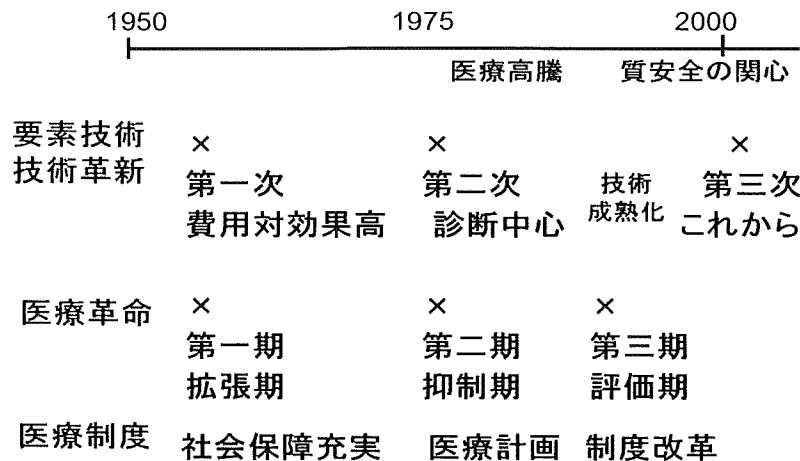 1950 1975 2000
医療高騰 質安全の関心
要素技術
技術革新
× × ×
第一次 第二次 技術 第三次
費用対効果高 診断中心 成熟化 これから
医療革命
× × ×
第一期 第二期 第三期
拡張期 抑制期 評価期
医療制度 社会保障充実 医療計画 制度改革